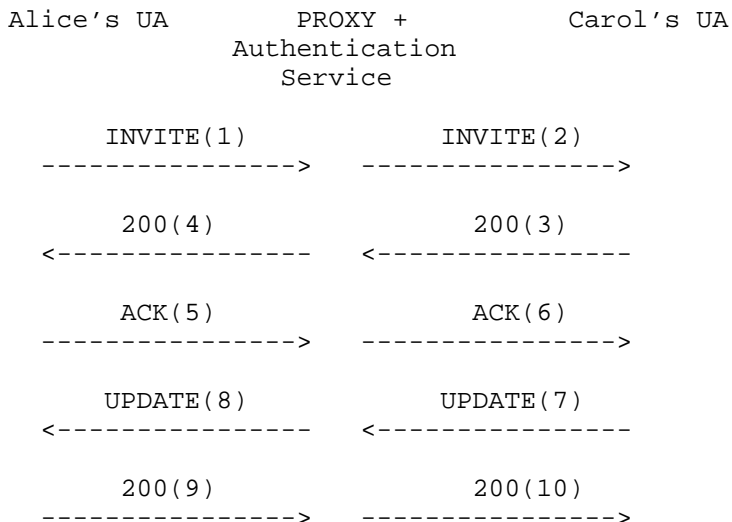 Alice's UA PROXY + Carol's UA
Authentication
Service
INVITE(1) INVITE(2)
----------------> ---------------->
200(4) 200(3)
<---------------- <----------------
ACK(5) ACK(6)
----------------> ---------------->
UPDATE(8) UPDATE(7)
<---------------- <----------------
200(9) 200(10)
----------------> ---------------->